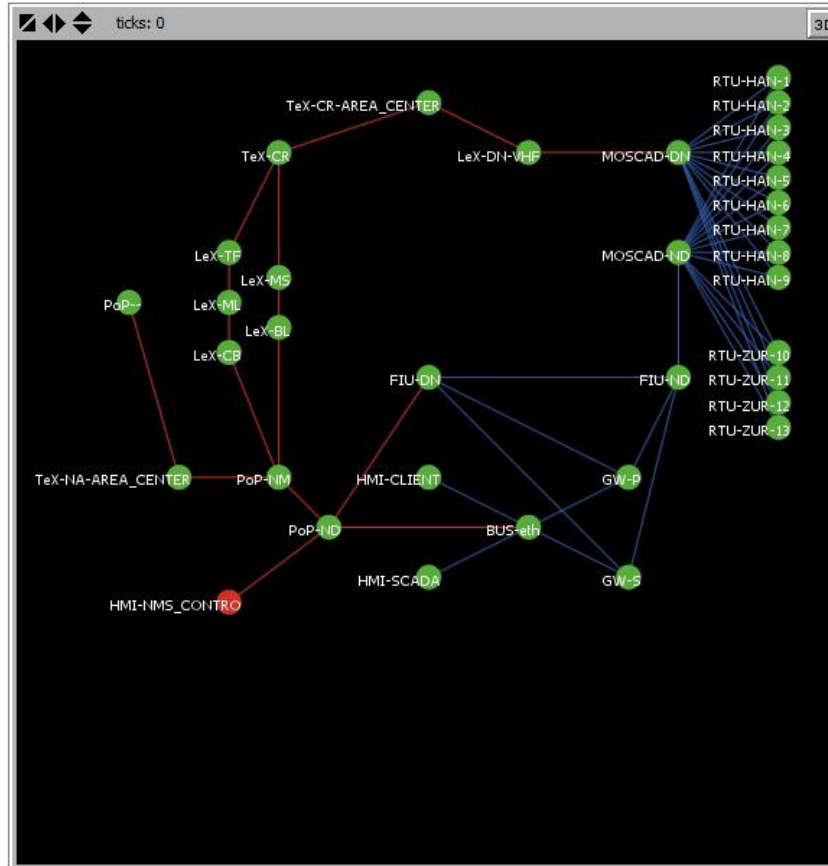 ticks: 0
3D
RTU-HAN-1
TeX-CR-AREA_CENTER
RTU-HAN-2
RTU-HAN-3
TeX-CR
LeX-DN-VHF
MOSCAD-DN
RTU-HAN-4
RTU-HAN-5
RTU-HAN-6
RTU-HAN-7
LeX-TF
MOSCAD-ND
RTU-HAN-8
LeX-MS
RTU-HAN-9
PoP--
LeX-ML
LeX-BL
LeX-CB
RTU-ZUR-10
FIU-DN
FIU-ND
RTU-ZUR-11
RTU-ZUR-12
RTU-ZUR-13
TeX-NA-AREA_CENTER
PoP-NM
HMI-CLIENT
GW-P
PoP-ND
BUS-eth
HMI-SCADA
GW-S
HMI-NMS_CONTRO